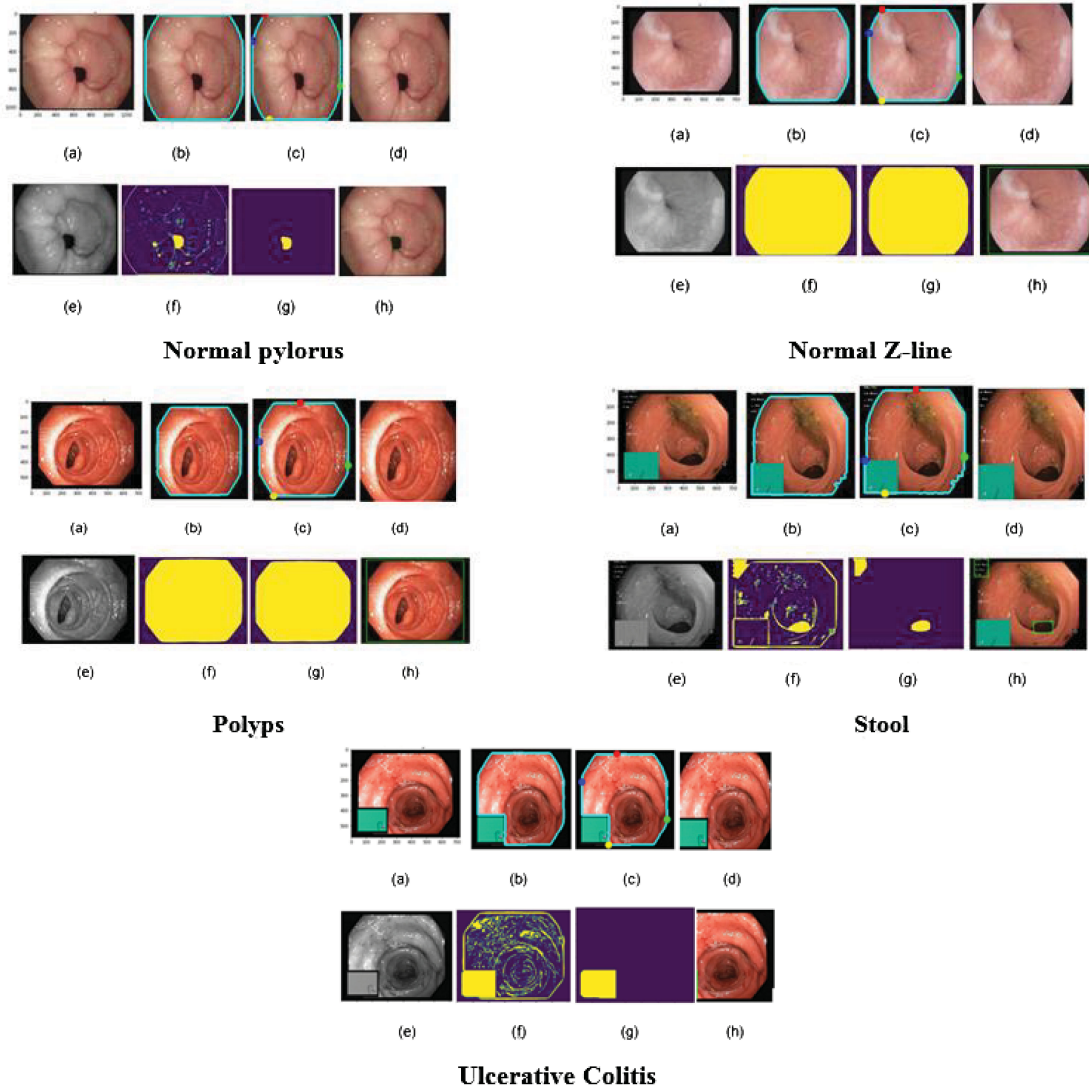 (a) (b) (c) (d)
(e) (f) (g) (h)
Normal pylorus
(a) (b) (c) (d)
(e) (f) (g) (h)
Normal Z-line
(a) (b) (c) (d)
(e) (f) (g) (h)
Polyps
(a) (b) (c) (d)
(e) (f) (g) (h)
Stool
(a) (b) (c) (d)
(e) (f) (g) (h)
Ulcerative Colitis